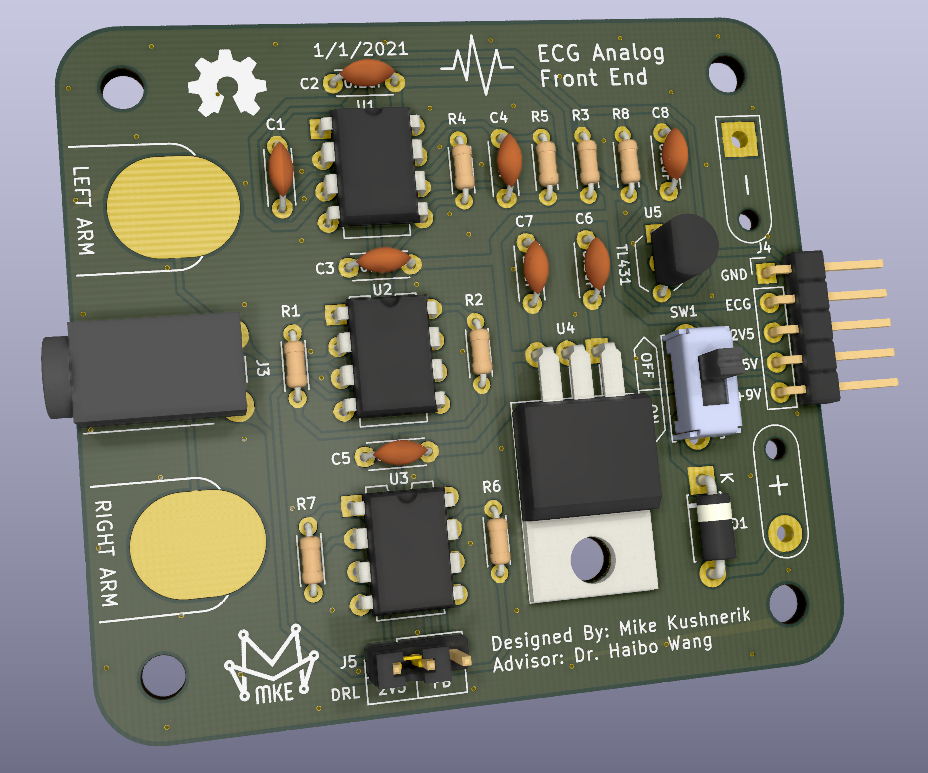 1/1/2021
ECG Analog
Front End
C2
U1
C1
R4
C4
R5
R3
R8
C8
LEFT ARM
−
C7
C6
U5
TL431
J4
C3
GND
U2
ECG
R1
R2
SW1
U4
2V5
J3
OFF
5V
+9V
ON
C5
U3
K
+
R7
R6
D1
RIGHT ARM
Designed By: Mike Kushnerik
Advisor: Dr. Haibo Wang
J5
MKE
DRL
2V5
FB